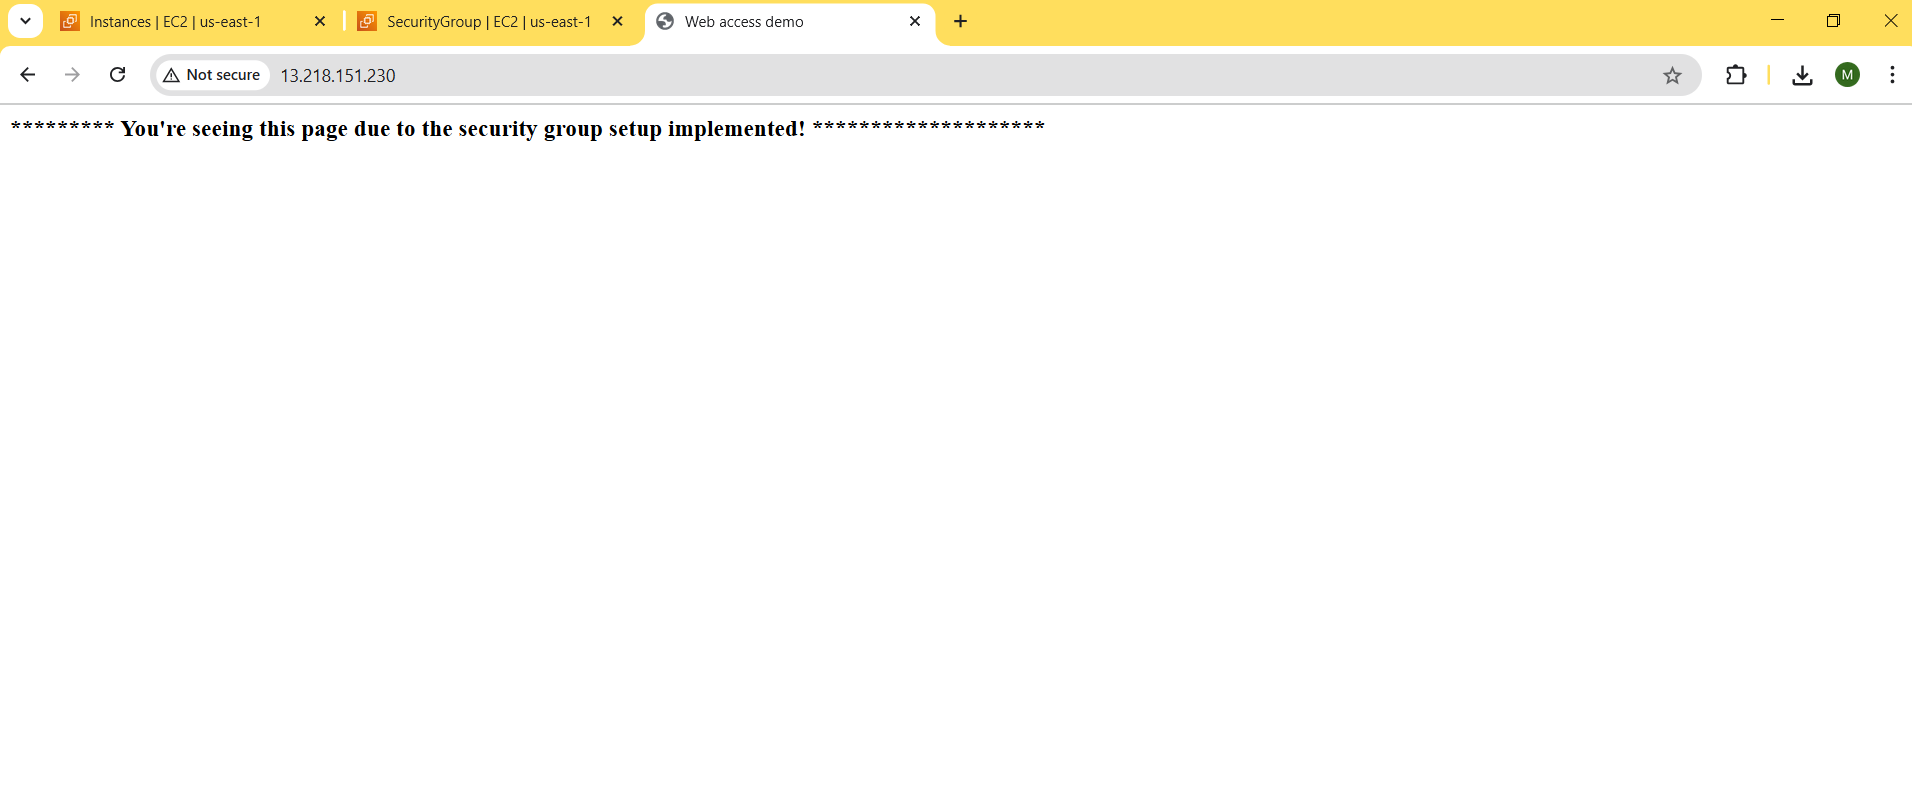 Instances | EC2 | us-east-1
SecurityGroup | EC2 | us-east-1
Web access demo
Not secure
13.218.151.230
M
********* You're seeing this page due to the security group setup implemented! ********************